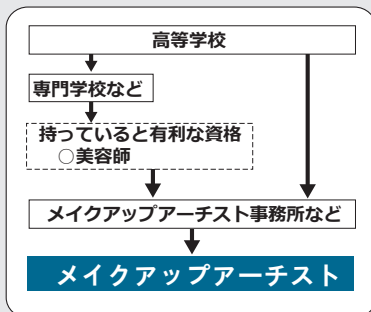 高等学校
専門学校など
持っていると有利な資格
○美容師
メイクアップアーチスト事務所など
メイクアップアーチスト